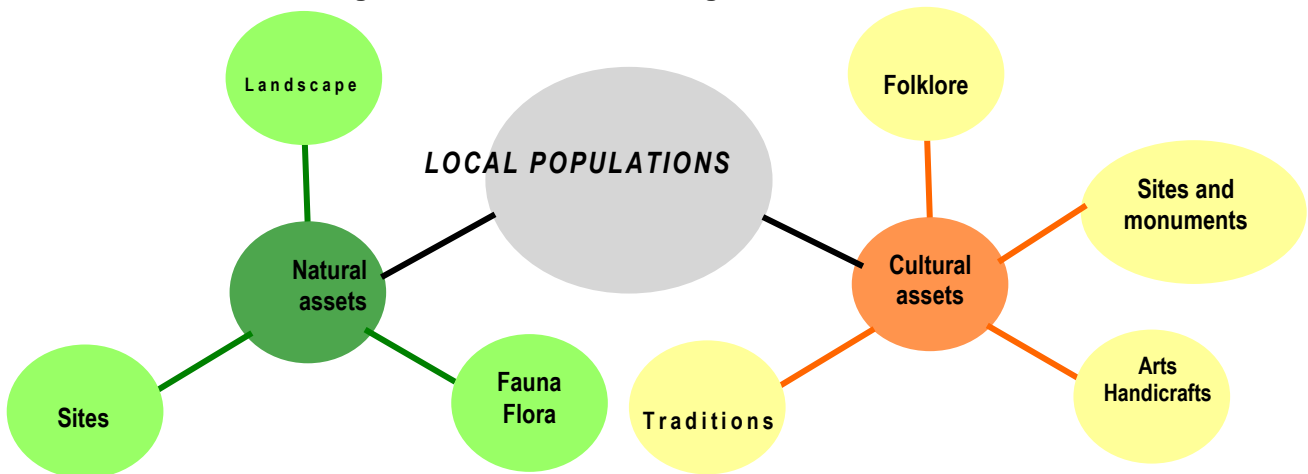 Landscape
Folklore
LOCAL POPULATIONS
Sites and
monuments
Natural
assets
Cultural
assets
Fauna
Flora
Arts
Handicrafts
Sites
Traditions